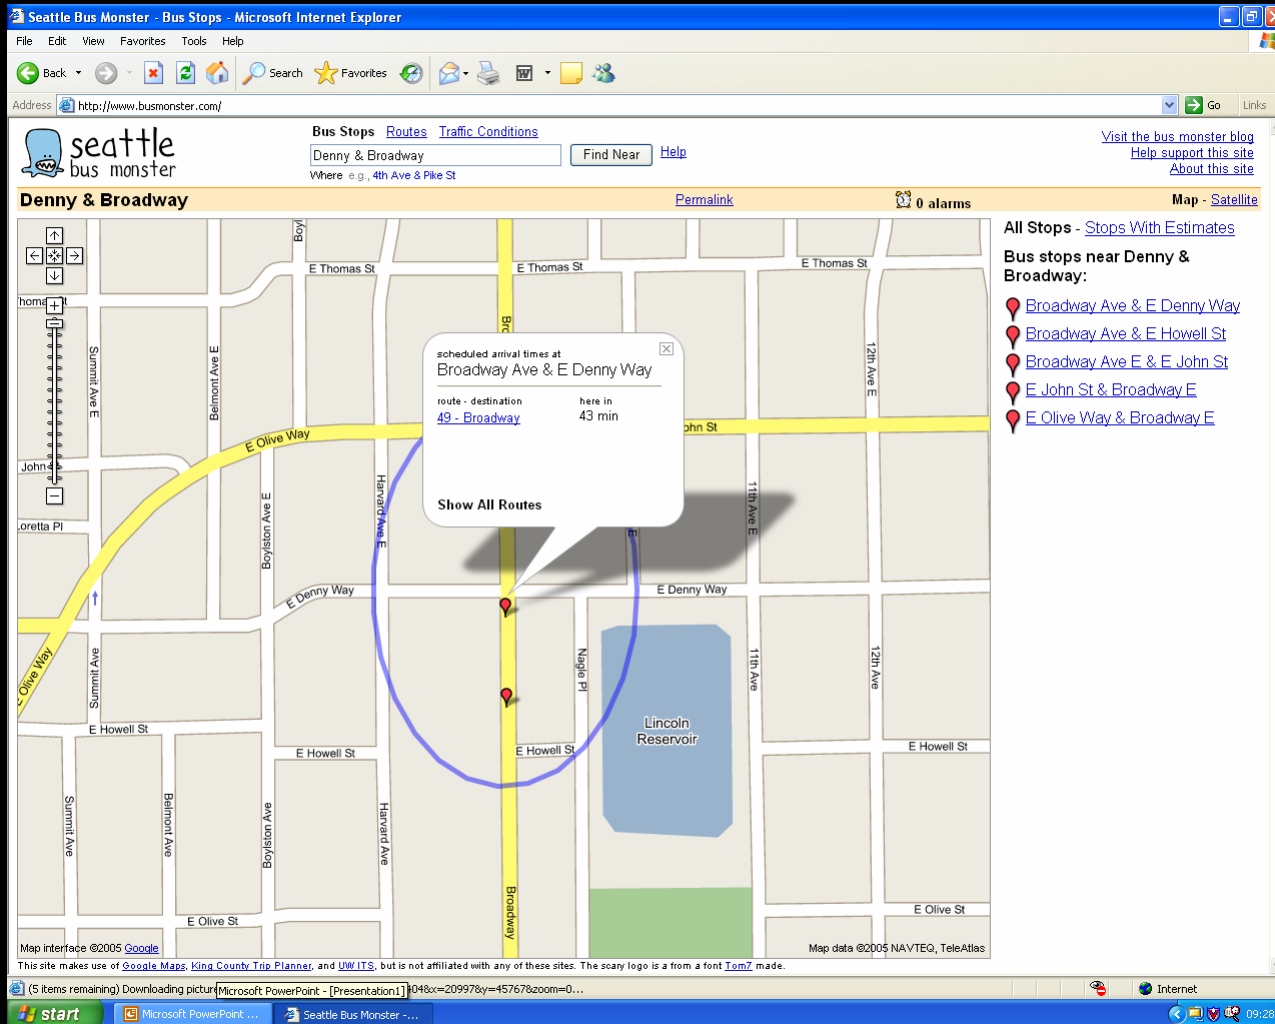 Seattle Bus Monster - Bus Stops - Microsoft Internet Explorer
File Edit View Favorites Tools Help
Back Search Favorites
Address http://www.busmonster.com/ Go Links
seattle
bus monster
Bus Stops Routes Traffic Conditions
Denny & Broadway Find Near Help
Where e.g., 4th Ave & Pike St
Visit the bus monster blog
Help support this site
About this site
Denny & Broadway Permalink 0 alarms Map - Satellite
All Stops - Stops With Estimates
Bus stops near Denny &
Broadway:
Broadway Ave & E Denny Way
Broadway Ave & E Howell St
Broadway Ave E & E John St
E John St & Broadway E
E Olive Way & Broadway E
E Thomas St
E Thomas St
E Thomas St
Summit Ave E
Belmont Ave E
12th Ave E
scheduled arrival times at
Broadway Ave & E Denny Way
route - destination here in
49 - Broadway 43 min
Show All Routes
E Olive Way
John
Loretta Pl
Boylston Ave E
Harvard Ave E
11th Ave E
E Denny Way
E Denny Way
E Olive Way
Summit Ave
Nagle Pl
11th Ave
12th Ave
Lincoln
Reservoir
E Howell St
E Howell St
E Howell St
E Howell St
Summit Ave
Belmont Ave
Boylston Ave
Harvard Ave
Broadway
E Olive St
E Olive St
Map interface ©2005 Google
Map data ©2005 NAVTEQ, TeleAtlas
This site makes use of Google Maps, King County Trip Planner, and UW ITS, but is not affiliated with any of these sites. The scary logo is a from a font Tom7 made.
(5 items remaining) Downloading pictur 404&x=20997&y=45767&zoom=0... Internet
Microsoft PowerPoint - [Presentation1]
start Microsoft PowerPoint ... Seattle Bus Monster -... 09:28